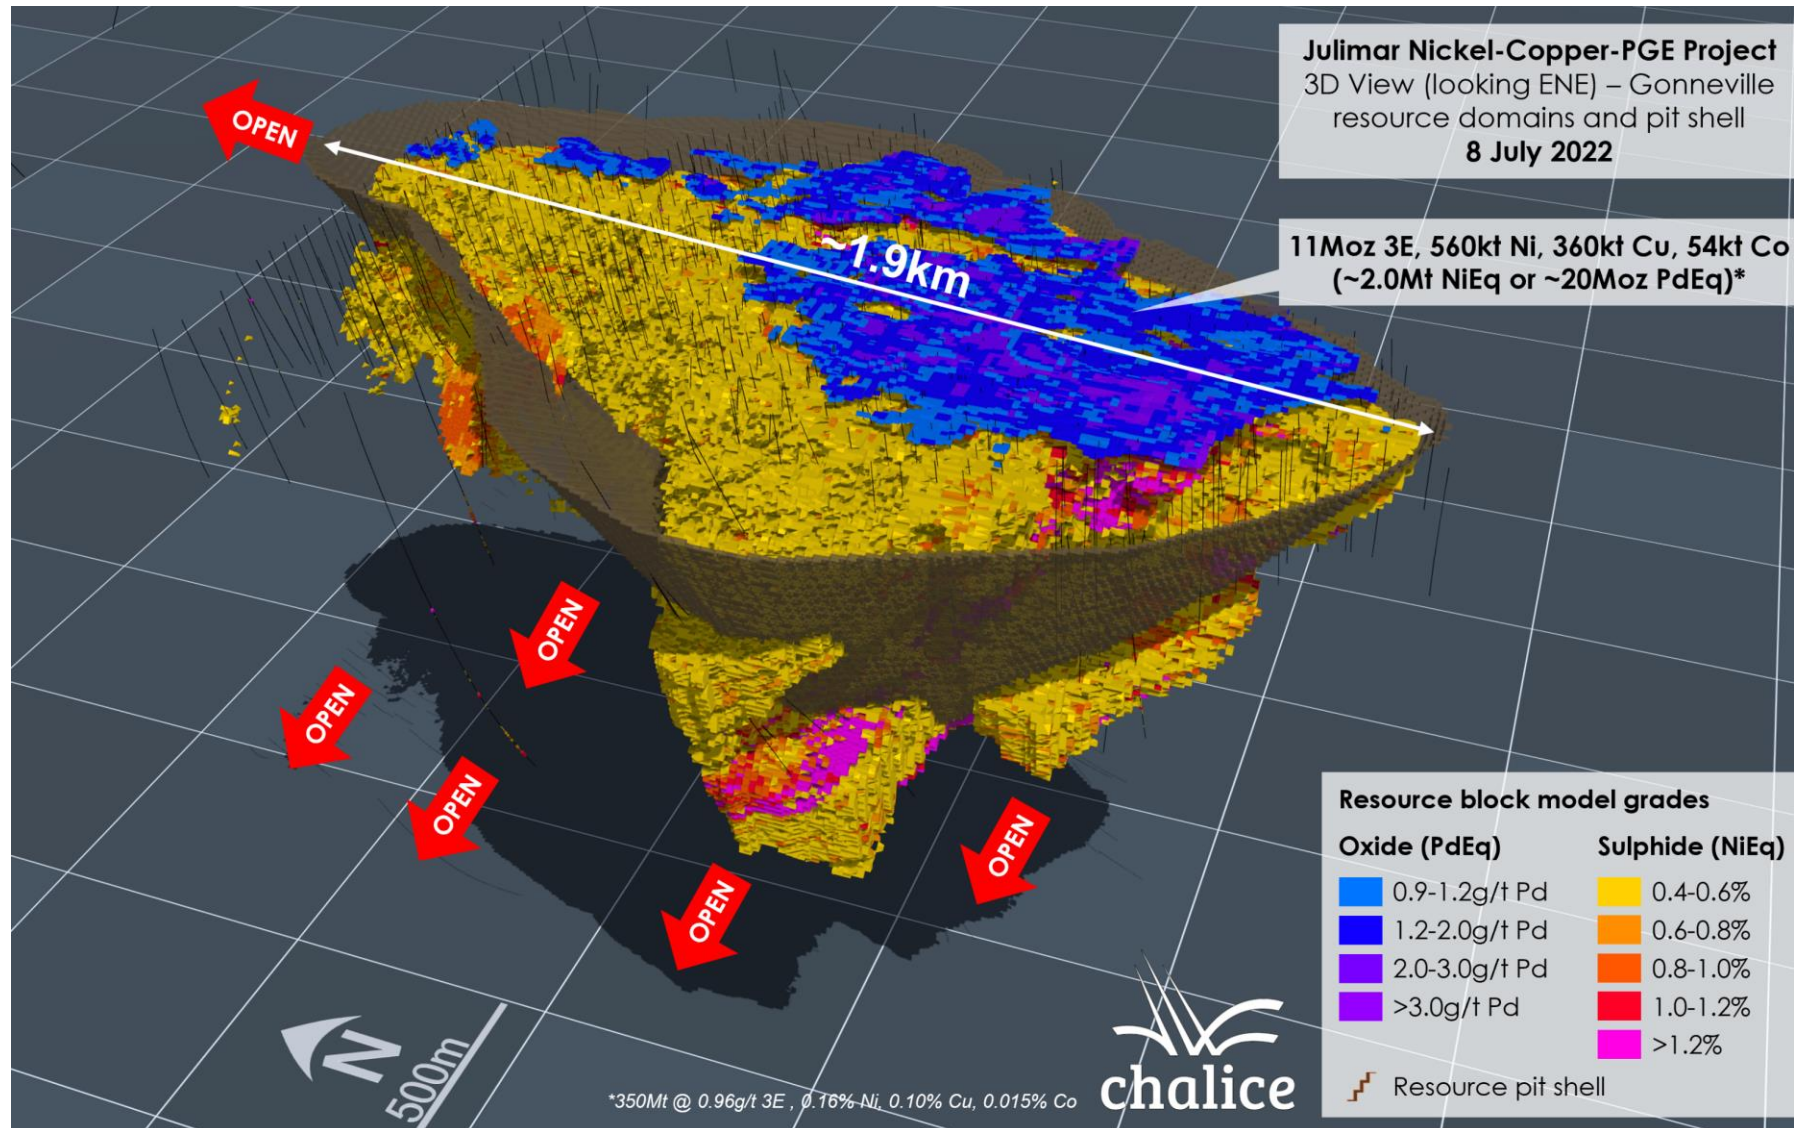 Julimar Nickel-Copper-PGE Project
3D View (looking ENE) – Gonneville
resource domains and pit shell
8 July 2022
OPEN
~1.9km
11Moz 3E, 560kt Ni, 360kt Cu, 54kt Co
(~2.0Mt NiEq or ~20Moz PdEq)*
OPEN
OPEN
OPEN
OPEN
OPEN
Resource block model grades
Oxide (PdEq)
0.9-1.2g/t Pd
1.2-2.0g/t Pd
2.0-3.0g/t Pd
>3.0g/t Pd
Sulphide (NiEq)
0.4-0.6%
0.6-0.8%
0.8-1.0%
1.0-1.2%
>1.2%
Resource pit shell
N
500m
*350Mt @ 0.96g/t 3E , 0.16% Ni, 0.10% Cu, 0.015% Co
chalice